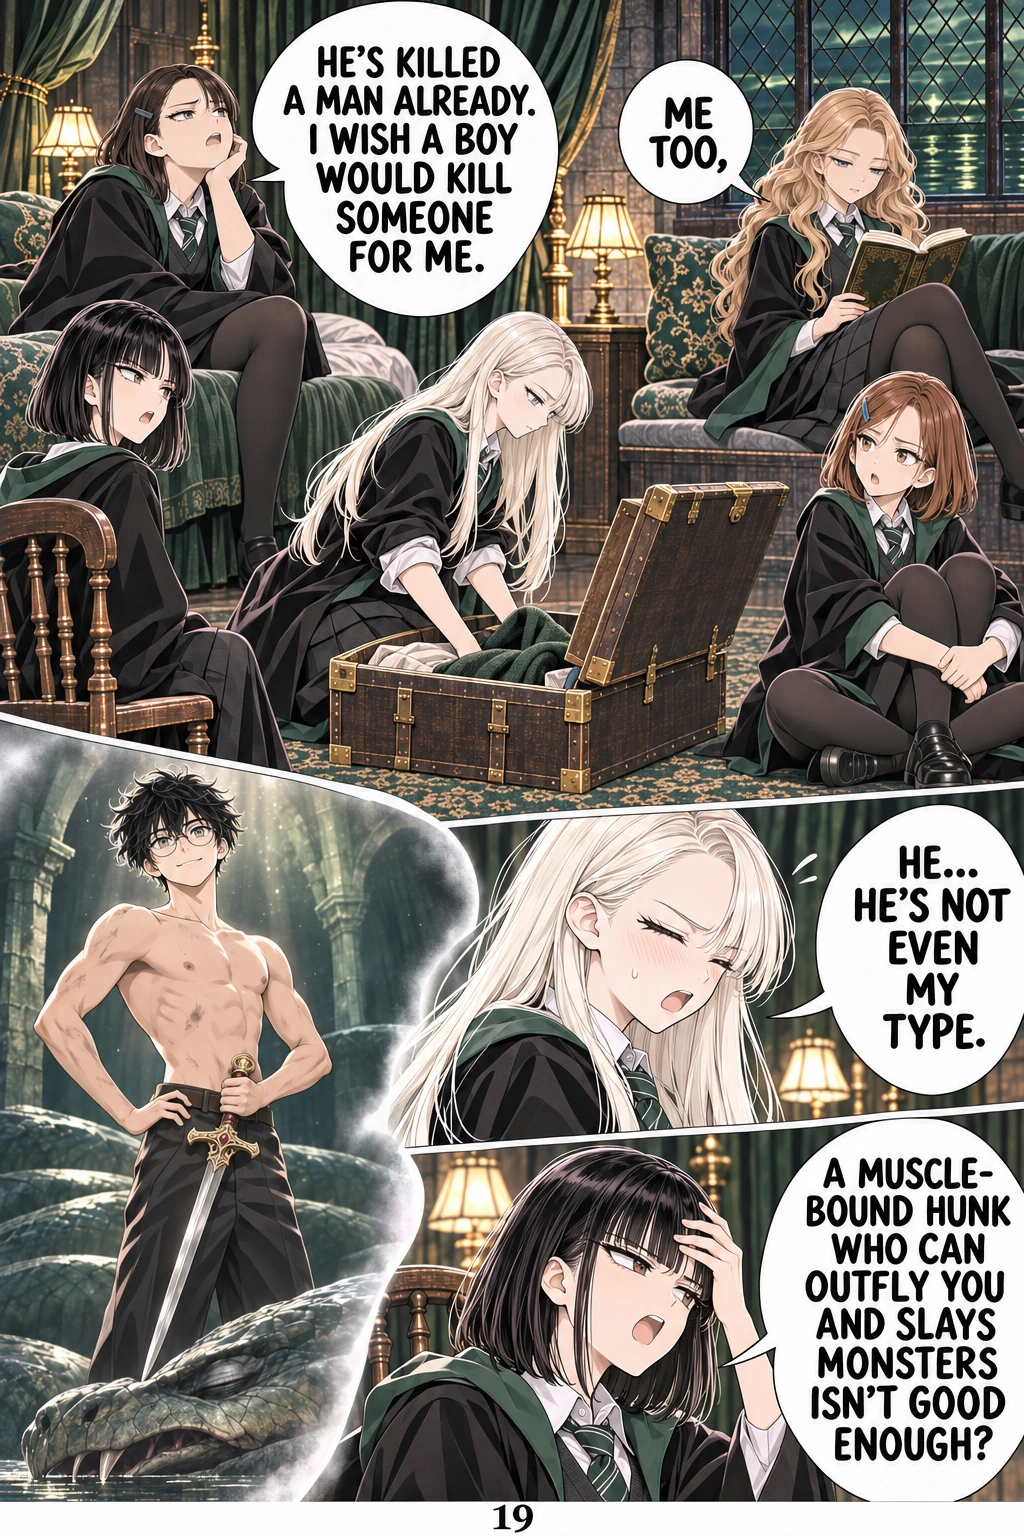 HE'S KILLED
A MAN ALREADY.
I WISH A BOY
WOULD KILL
SOMEONE
FOR ME.
ME
TOO,
HE...
HE'S NOT
EVEN
MY
TYPE.
A MUSCLE-
BOUND HUNK
WHO CAN
OUTFLY YOU
AND SLAYS
MONSTERS
ISN'T GOOD
ENOUGH?
19